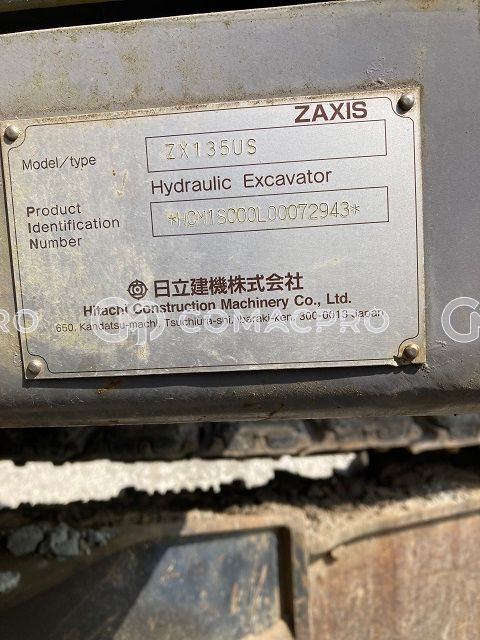 ZAXIS
Model/type ZX135US
Hydraulic Excavator
Product
Identification
Number
*HCM1SC00L00072943*
日立建機株式会社
Hitachi Construction Machinery Co., Ltd.
650, Kandatsu-machi, Tsuchiura-shi, Ibaraki-ken, 300-0013 Japan
COMACPRO